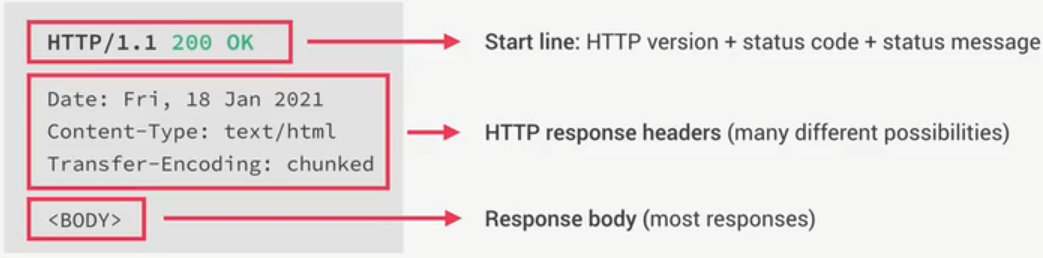 HTTP/1.1 200 OK
Start line: HTTP version + status code + status message
Date: Fri, 18 Jan 2021
Content-Type: text/html
Transfer-Encoding: chunked
HTTP response headers (many different possibilities)
<BODY>
Response body (most responses)